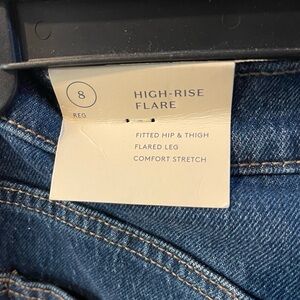 8
REG
HIGH-RISE
FLARE
FITTED HIP & THIGH
FLARED LEG
COMFORT STRETCH